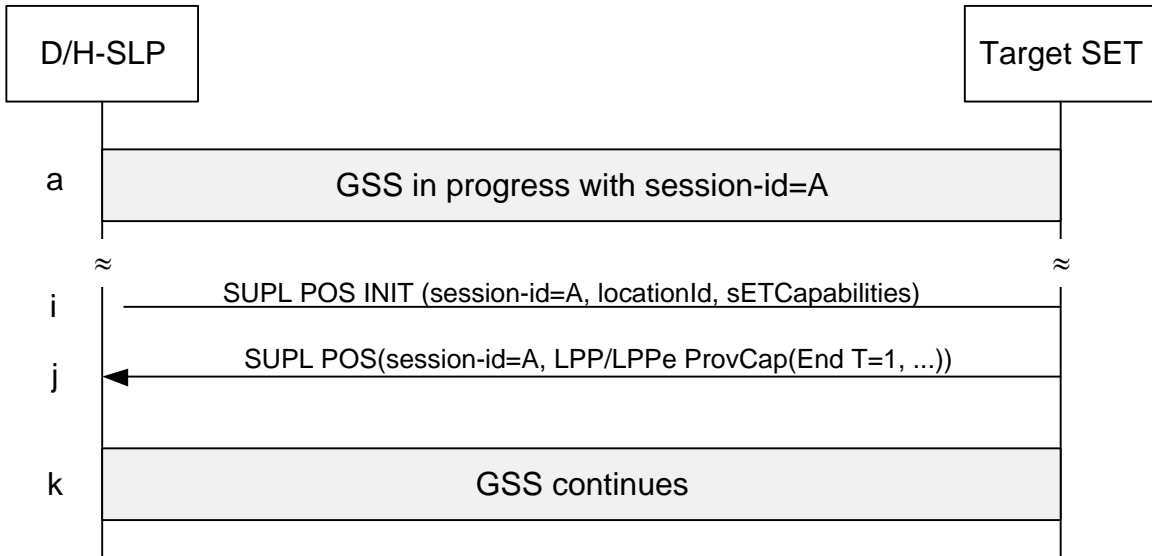 D/H-SLP
Target SET
a
GSS in progress with session-id=A
≈ ≈
i
SUPL POS INIT (session-id=A, locationId, sETCapabilities)
j
SUPL POS(session-id=A, LPP/LPPe ProvCap(End T=1, ...))
k
GSS continues